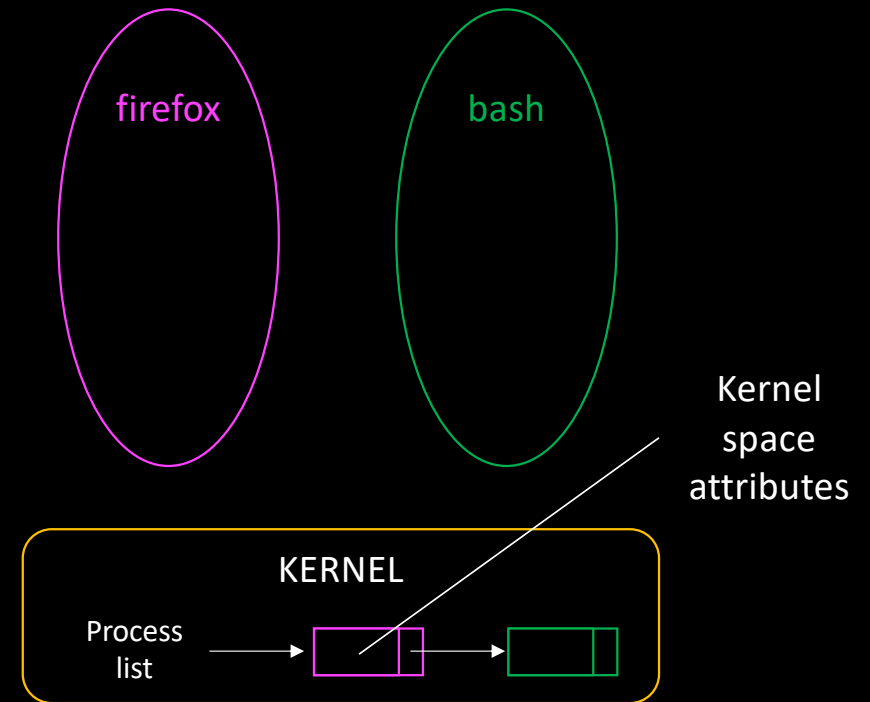 firefox
bash
Kernel
space
attributes
KERNEL
Process
list